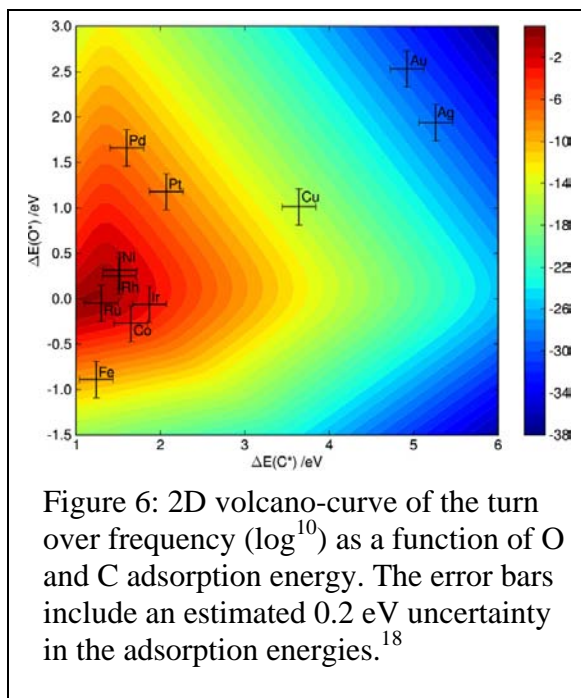 3.0
2.5
2.0
1.5
1.0
0.5
0.0
-0.5
-1.0
-1.5
ΔE(O*) /eV
Au
Ag
Pd
Pt
Cu
Ni
Rh
Ru
Ir
Co
Fe
1 2 3 4 5 6
ΔE(C*) /eV
-2
-6
-10
-14
-18
-22
-26
-30
-34
-38
Figure 6: 2D volcano-curve of the turn
over frequency (log¹⁰) as a function of O
and C adsorption energy. The error bars
include an estimated 0.2 eV uncertainty
in the adsorption energies.¹⁸